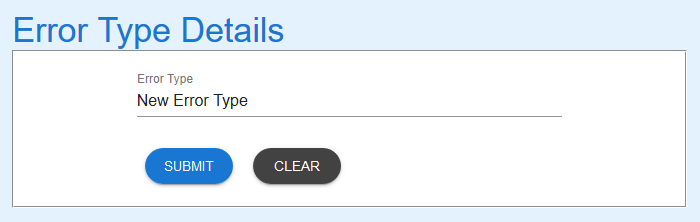 Error Type Details
Error Type
New Error Type
SUBMIT CLEAR